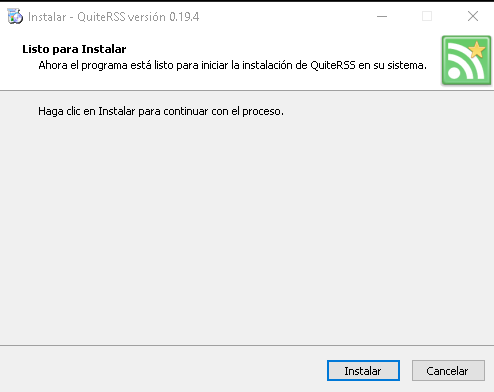 Instalar - QuiteRSS versión 0.19.4
Listo para Instalar
Ahora el programa está listo para iniciar la instalación de QuiteRSS en su sistema.
Haga clic en Instalar para continuar con el proceso.
Instalar
Cancelar